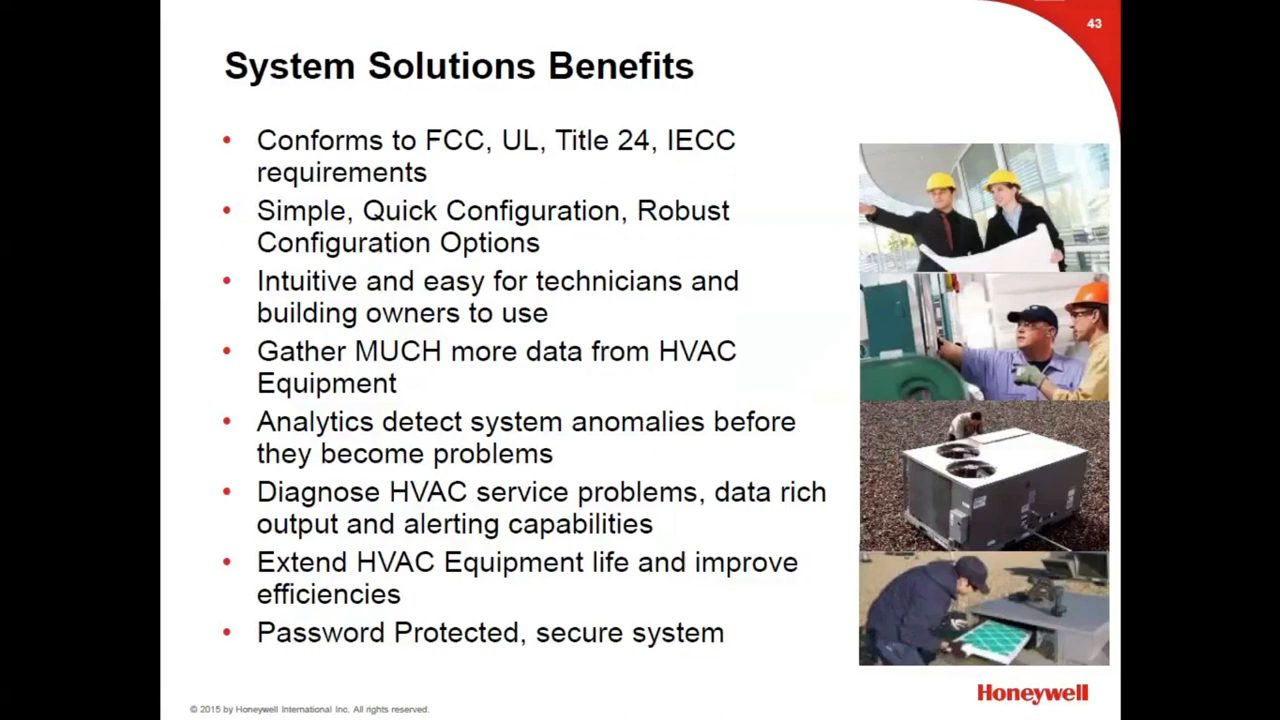 43
System Solutions Benefits
• Conforms to FCC, UL, Title 24, IECC
requirements
• Simple, Quick Configuration, Robust
Configuration Options
• Intuitive and easy for technicians and
building owners to use
• Gather MUCH more data from HVAC
Equipment
• Analytics detect system anomalies before
they become problems
• Diagnose HVAC service problems, data rich
output and alerting capabilities
• Extend HVAC Equipment life and improve
efficiencies
• Password Protected, secure system
Honeywell
© 2015 by Honeywell International Inc. All rights reserved.